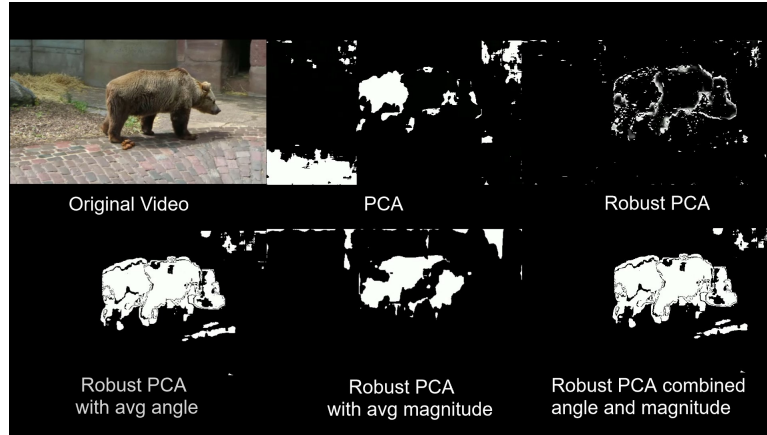 Original Video
PCA
Robust PCA
Robust PCA
with avg angle
Robust PCA
with avg magnitude
Robust PCA combined
angle and magnitude